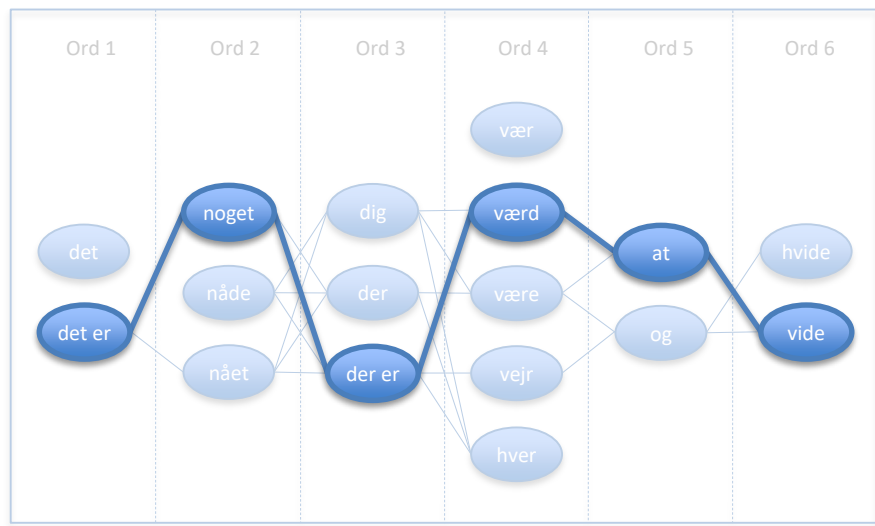 Ord 1 Ord 2 Ord 3 Ord 4 Ord 5 Ord 6
vær
noget dig værd
det at hvide
nåde der være
det er og vide
nået der er vejr
hver